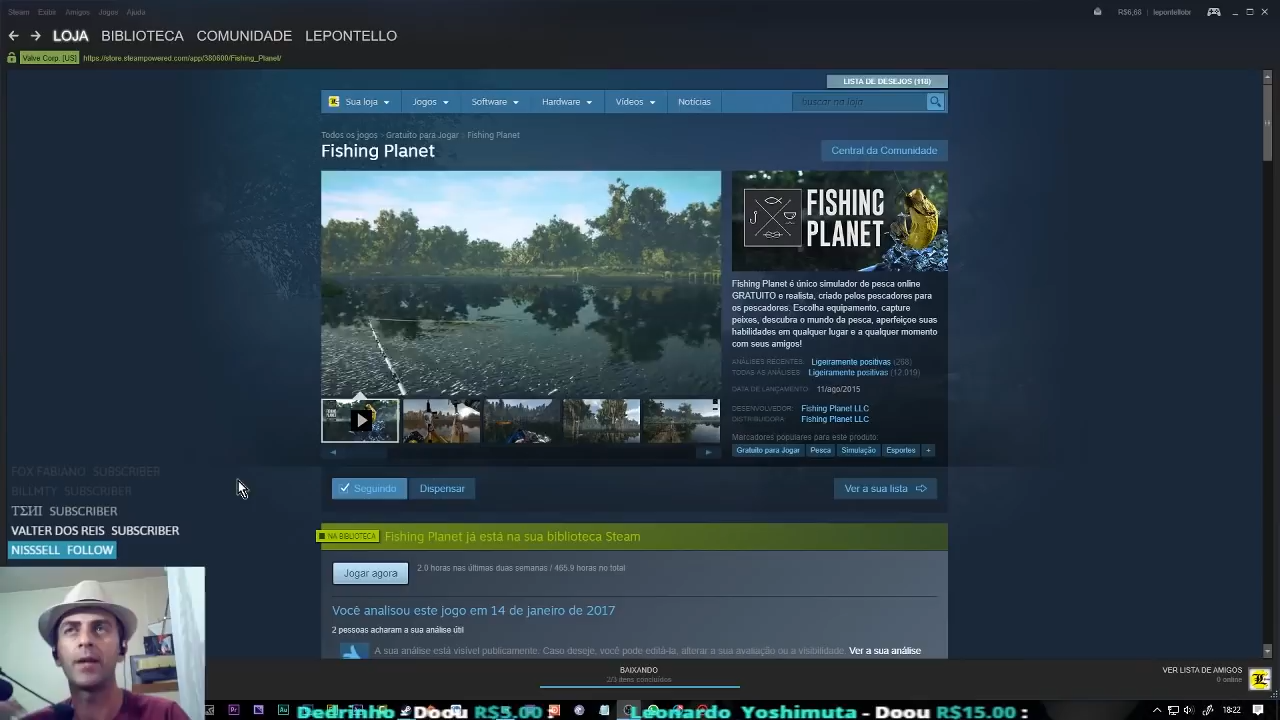 Steam Exibir Amigos Jogos Ajuda
R$6,60 lepontellobr
LOJA BIBLIOTECA COMUNIDADE LEPONTELLO
Valve Corp. [US] https://store.steampowered.com/app/380600/Fishing_Planet/
LISTA DE DESEJOS (118)
Sua loja Jogos Software Hardware Vídeos Notícias buscar na loja
Todos os jogos > Gratuito para Jogar > Fishing Planet
Fishing Planet
Central da Comunidade
FISHING
PLANET
Fishing Planet é único simulador de pesca online
GRATUITO e realista, criado pelos pescadores para
os pescadores. Escolha equipamento, capture
peixes, descubra o mundo da pesca, aperfeiçoe suas
habilidades em qualquer lugar e a qualquer momento
com seus amigos!
ANÁLISES RECENTES: Ligeiramente positivas (268)
TODAS AS ANÁLISES: Ligeiramente positivas (12,019)
DATA DE LANÇAMENTO: 11/ago/2015
DESENVOLVEDOR: Fishing Planet LLC
DISTRIBUIDORA: Fishing Planet LLC
Marcadores populares para este produto:
Gratuito para Jogar Pesca Simulação Esportes +
Seguindo Dispensar Ver a sua lista
NA BIBLIOTECA Fishing Planet já está na sua biblioteca Steam
Jogar agora 2.0 horas nas últimas duas semanas / 465.9 horas no total
Você analisou este jogo em 14 de janeiro de 2017
2 pessoas acharam a sua análise útil
A sua análise está visível publicamente. Caso deseje, você pode editá-la, alterar a sua avaliação ou a visibilidade. Ver a sua análise
FOX FABIANO SUBSCRIBER
BILLMTY SUBSCRIBER
ΤΣΗΙ SUBSCRIBER
VALTER DOS REIS SUBSCRIBER
NISSSELL FOLLOW
BAIXANDO
2/3 itens concluídos
VER LISTA DE AMIGOS
0 online
Dedrinho - Doou R$5.00 : Leonardo Yoshimuta - Doou R$15.00 :
18:22